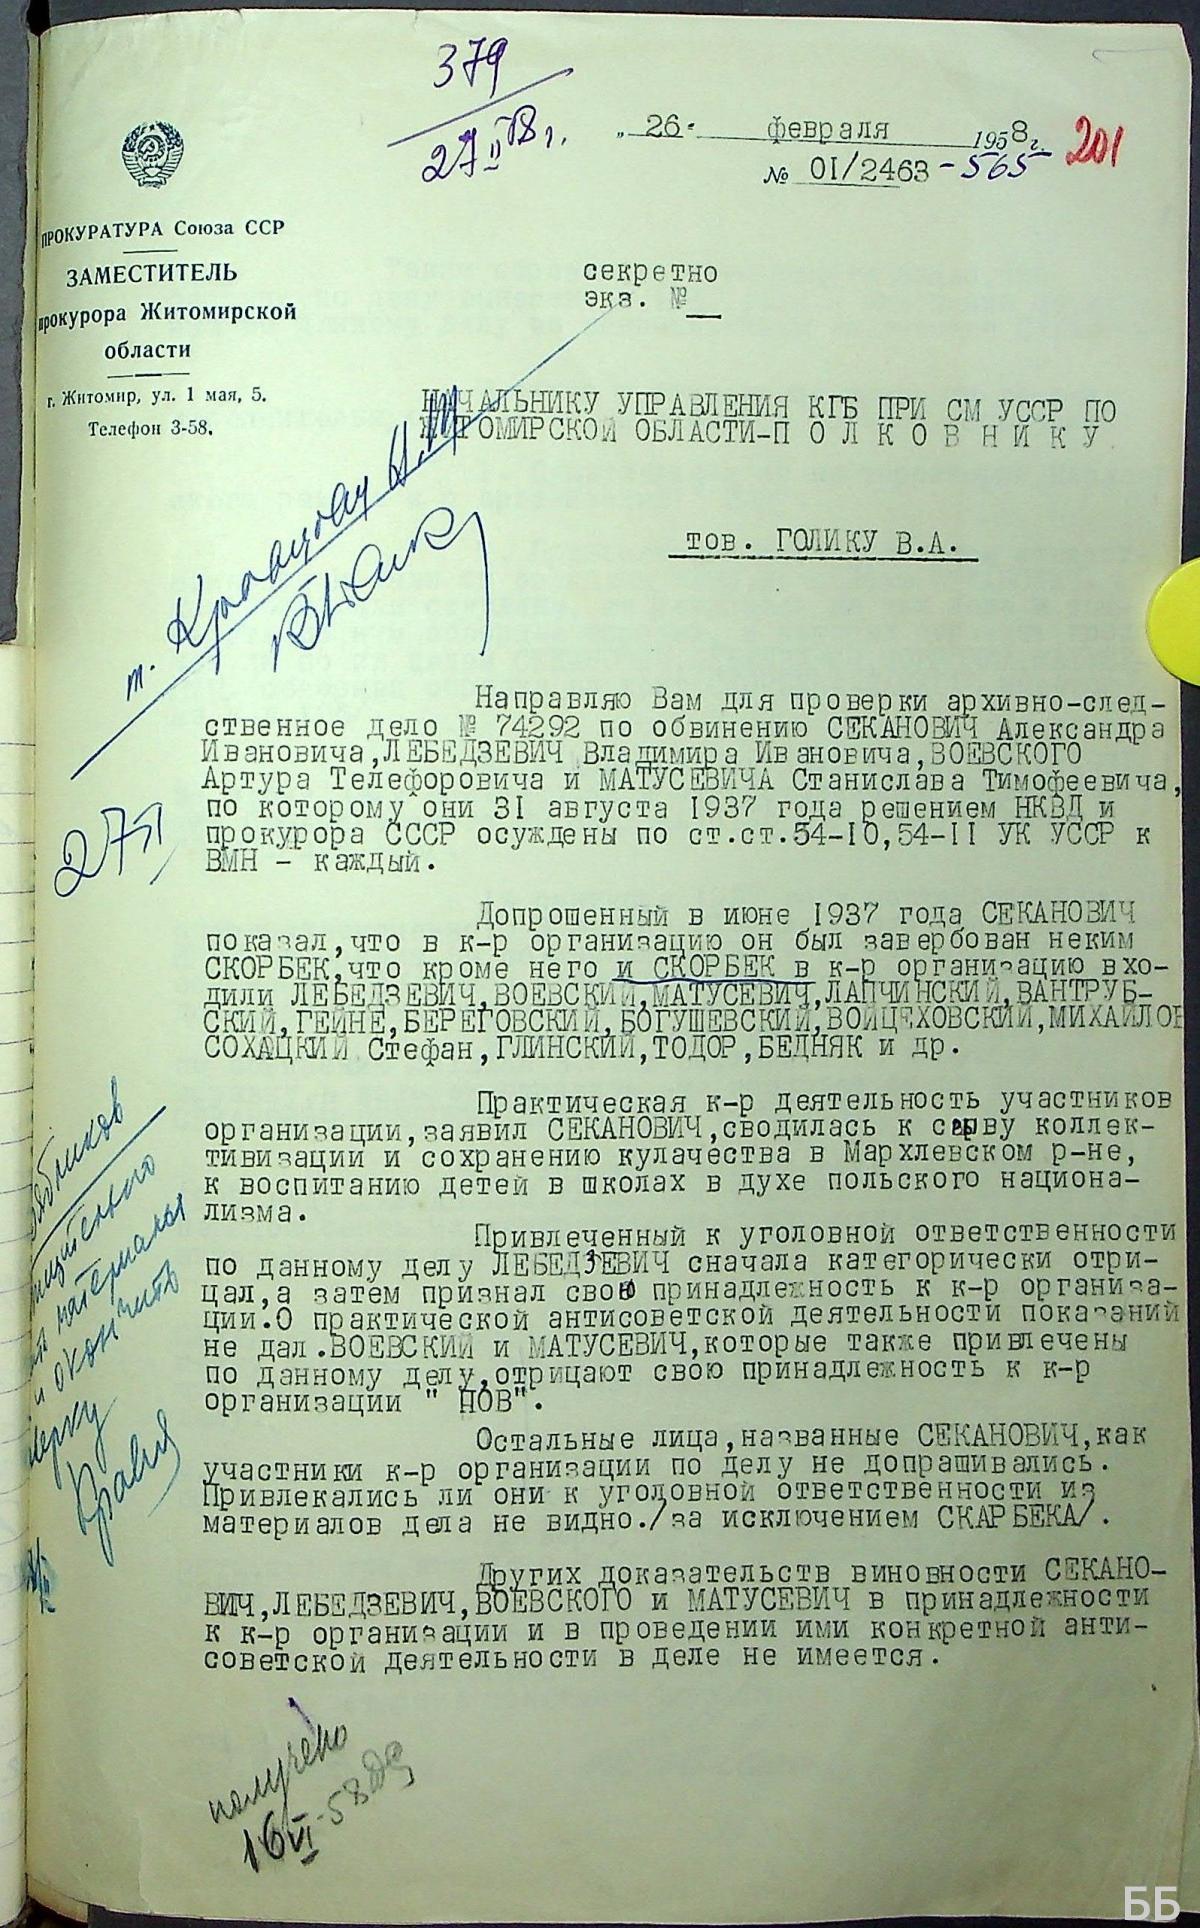 379
27 II 58 г.
„ 26 " февраля 1958 г.
201
№ 01/2463 -565
ПРОКУРАТУРА Союза ССР
ЗАМЕСТИТЕЛЬ
прокурора Житомирской
области
г. Житомир, ул. 1 мая, 5.
Телефон 3-58.
секретно
экз. №
НАЧАЛЬНИКУ УПРАВЛЕНИЯ КГБ ПРИ СМ УССР ПО
ЖИТОМИРСКОЙ ОБЛАСТИ-П О Л К О В Н И К У
тов. ГОЛИКУ В.А.
Направляю Вам для проверки архивно-след-
ственное дело № 74292 по обвинению СЕКАНОВИЧ Александра
Ивановича,ЛЕБЕДЗЕВИЧ Владимира Ивановича,ВОЕВСКОГО
Артура Телефоровича и МАТУСЕВИЧА Станислава Тимофеевича,
по которому они 31 августа 1937 года решением НКВД и
прокурора СССР осуждены по ст.ст.54-10,54-11 УК УССР к
ВМН - каждый.
Допрошенный в июне 1937 года СЕКАНОВИЧ
показал,что в к-р организацию он был завербован неким
СКОРБЕК,что кроме него и СКОРБЕК в к-р организацию вхо-
дили ЛЕБЕДЗЕВИЧ,ВОЕВСКИЙ,МАТУСЕВИЧ,ЛАПЧИНСКИЙ,ВАНТРУБ-
СКИЙ,ГЕЙНЕ,БЕРЕГОВСКИЙ,БОГУШЕВСКИЙ,ВОЙЦЕХОВСКИЙ,МИХАЙЛОВ
СОХАЦКИЙ Стефан,ГЛИНСКИЙ,ТОДОР,БЕДНЯК и др.
Практическая к-р деятельность участников
организации,заявил СЕКАНОВИЧ,сводилась к срыву коллек-
тивизации и сохранению кулачества в Мархлевском р-не,
к воспитанию детей в школах в духе польского национа-
лизма.
Привлеченный к уголовной ответственности
по данному делу ЛЕБЕДЗЕВИЧ сначала категорически отри-
цал,а затем признал свою принадлежность к к-р организа-
ции.О практической антисоветской деятельности показаний
не дал.ВОЕВСКИЙ и МАТУСЕВИЧ,которые также привлечены
по данному делу,отрицают свою принадлежность к к-р
организации " ПОВ".
Остальные лица,названные СЕКАНОВИЧ,как
участники к-р организации по делу не допрашивались.
Привлекались ли они к уголовной ответственности из
материалов дела не видно./за исключением СКАРБЕКА/.
Других доказательств виновности СЕКАНО-
ВИЧ,ЛЕБЕДЗЕВИЧ,ВОЕВСКОГО и МАТУСЕВИЧ в принадлежности
к к-р организации и в проведении ими конкретной анти-
советской деятельности в деле не имеется.
материалы
и окончить
получено
16 VI -58
ББ